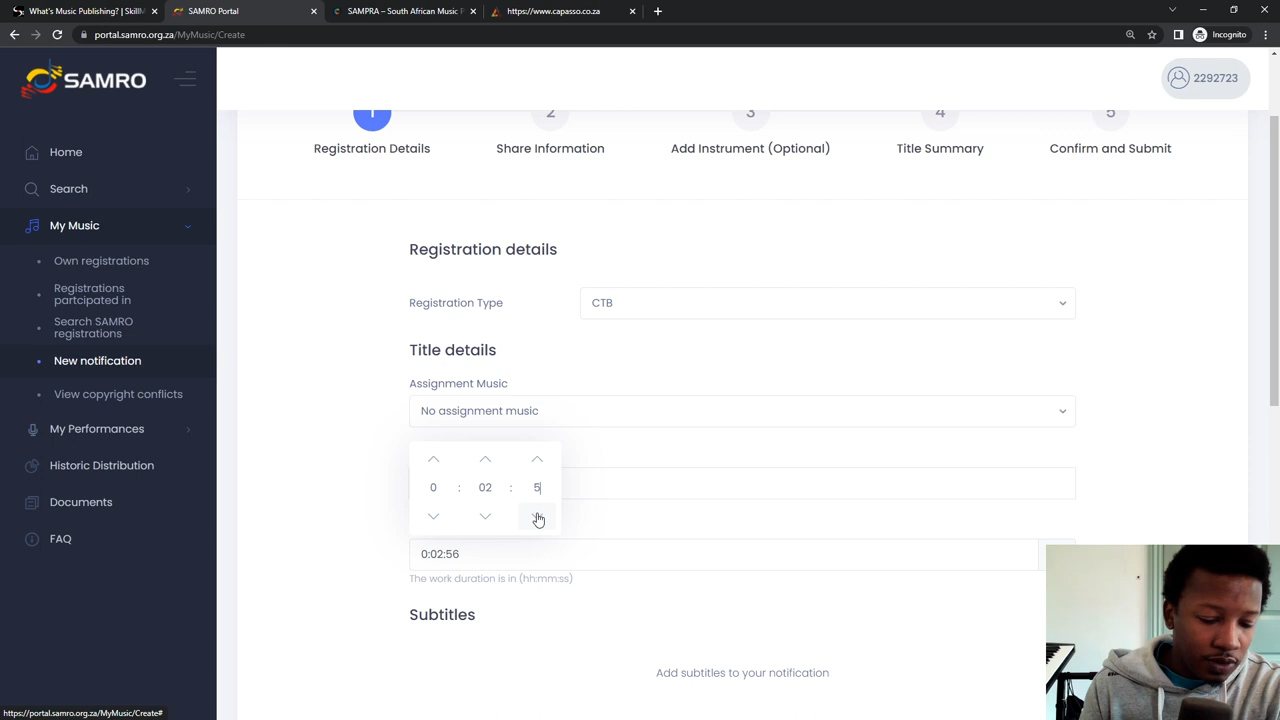 What's Music Publishing? | SkillM
SAMRO Portal
SAMPRA – South African Music P
https://www.capasso.co.za
portal.samro.org.za/MyMusic/Create
Incognito
SAMRO
2292723
1
2
3
4
5
Registration Details
Share Information
Add Instrument (Optional)
Title Summary
Confirm and Submit
Home
Search
My Music
Own registrations
Registrations
partcipated in
Search SAMRO
registrations
New notification
View copyright conflicts
My Performances
Historic Distribution
Documents
FAQ
Registration details
Registration Type
CTB
Title details
Assignment Music
No assignment music
0 : 02 : 5
0:02:56
The work duration is in (hh:mm:ss)
Subtitles
Add subtitles to your notification
https://portal.samro.org.za/MyMusic/Create#